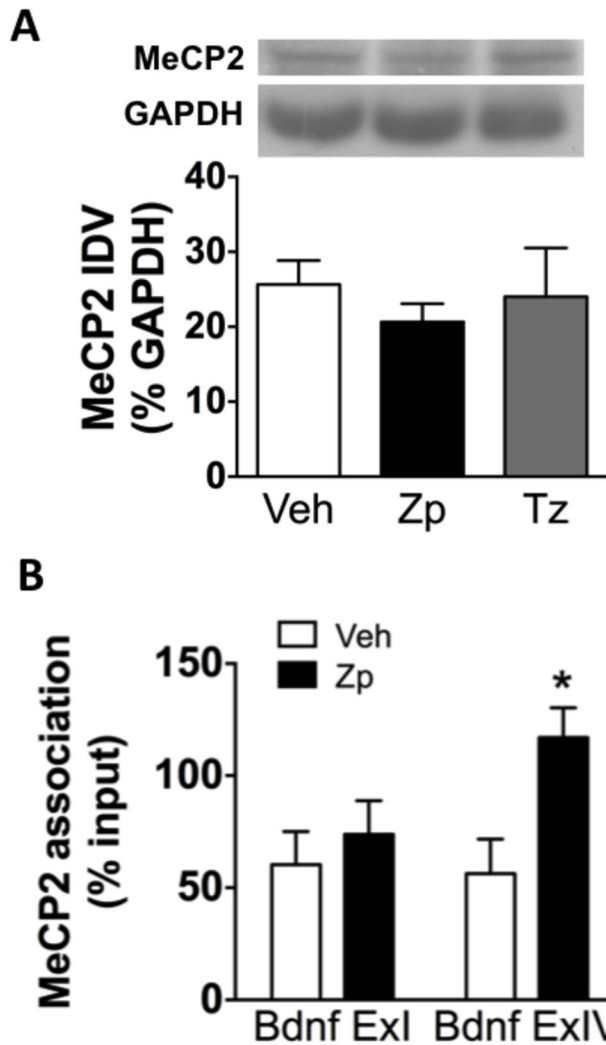 A
MeCP2
GAPDH
MeCP2 IDV
(% GAPDH)
40
30
20
10
0
Veh Zp Tz
B
MeCP2 association
(% input)
Veh
Zp
150
100
50
0
*
Bdnf ExI Bdnf ExIV